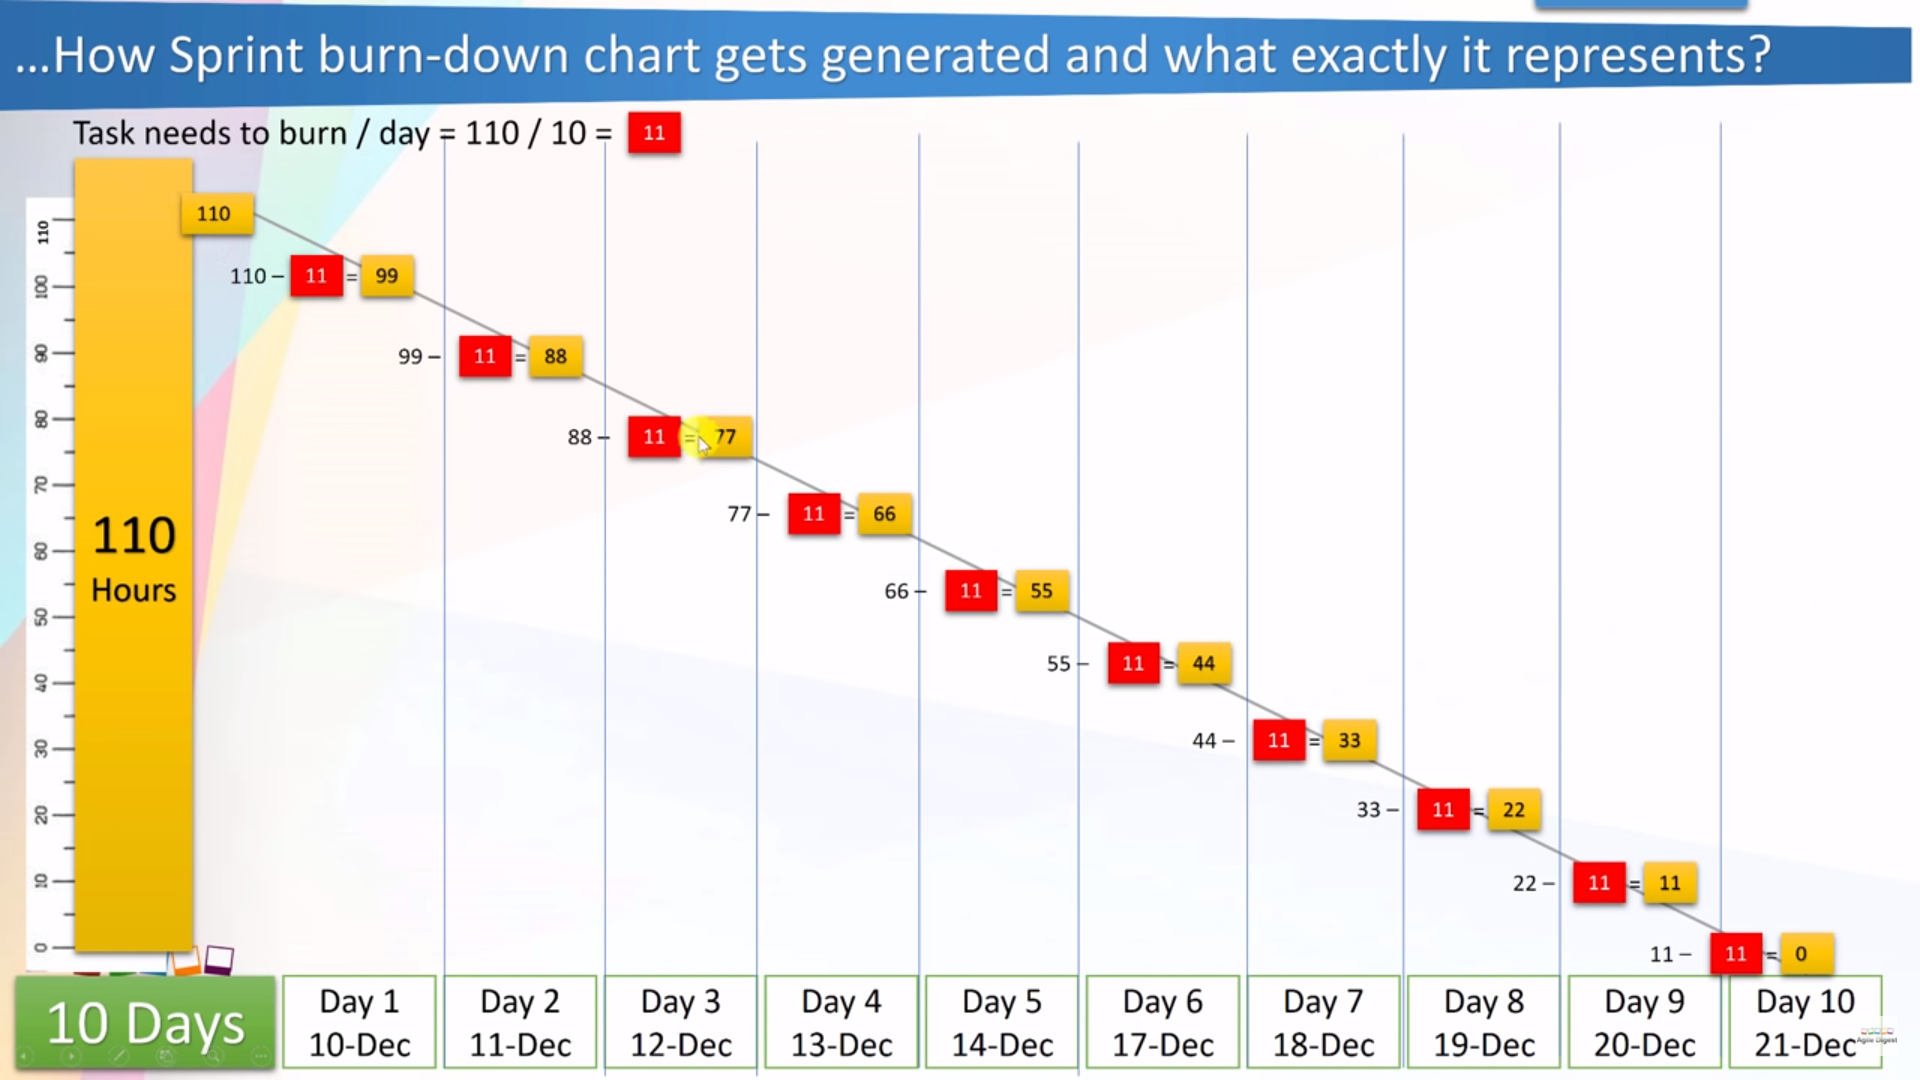 ...How Sprint burn-down chart gets generated and what exactly it represents?
Task needs to burn / day = 110 / 10 = 11
110
110 – 11 = 99
99 – 11 = 88
88 – 11 = 77
77 – 11 = 66
66 – 11 = 55
55 – 11 = 44
44 – 11 = 33
33 – 11 = 22
22 – 11 = 11
11 – 11 = 0
110
100
90
80
70
60
50
40
30
20
10
0
110
Hours
10 Days
Day 1
10-Dec
Day 2
11-Dec
Day 3
12-Dec
Day 4
13-Dec
Day 5
14-Dec
Day 6
17-Dec
Day 7
18-Dec
Day 8
19-Dec
Day 9
20-Dec
Day 10
21-Dec
Agile Digest